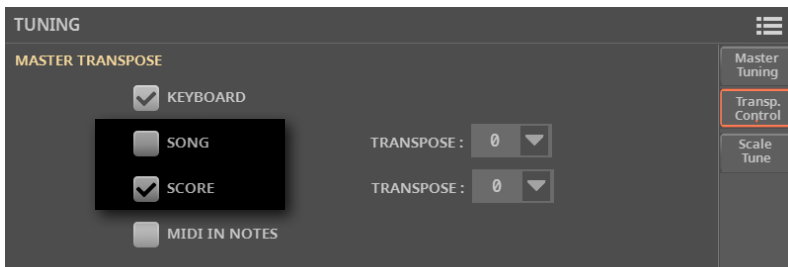 TUNING
MASTER TRANSPOSE
KEYBOARD
SONG TRANSPOSE : 0
SCORE TRANSPOSE : 0
MIDI IN NOTES
Master
Tuning
Transp.
Control
Scale
Tune